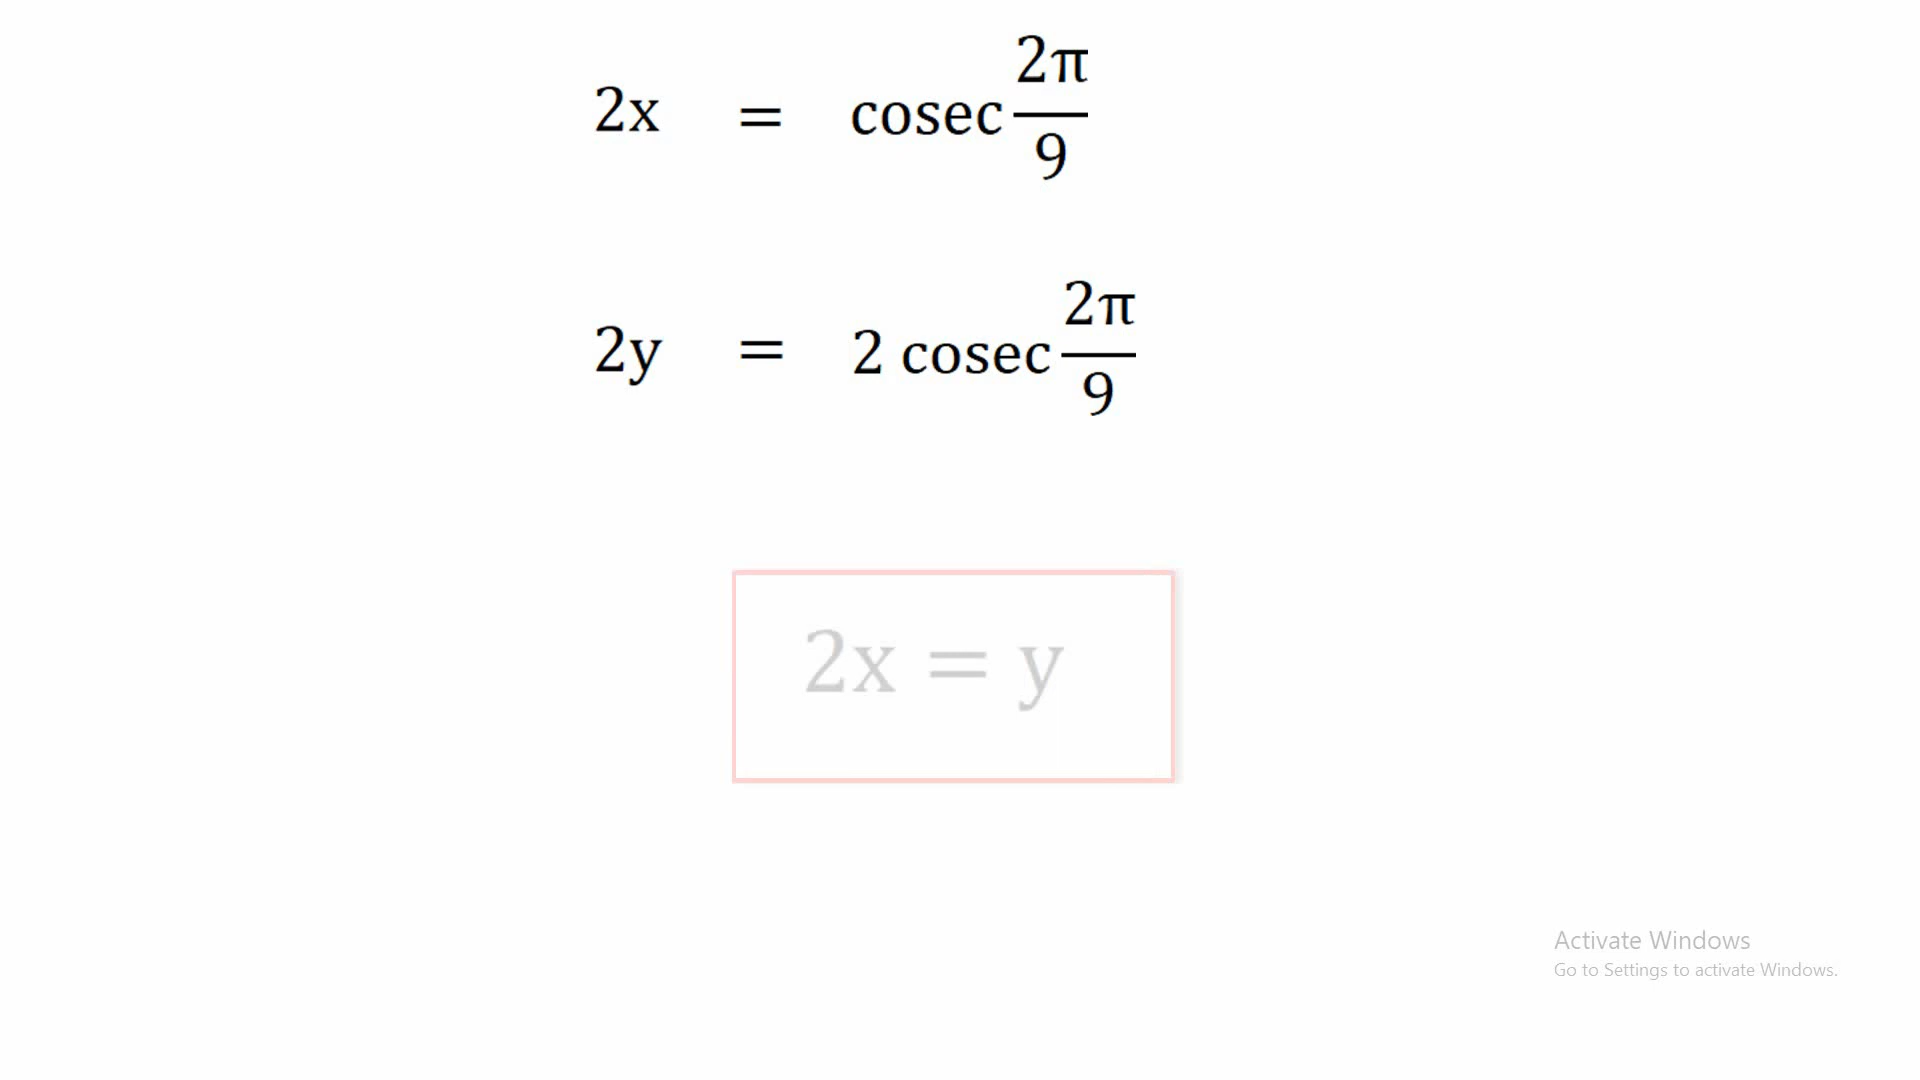 2x = cosec 2π/9
2y = 2 cosec 2π/9
2x = y
Activate Windows
Go to Settings to activate Windows.